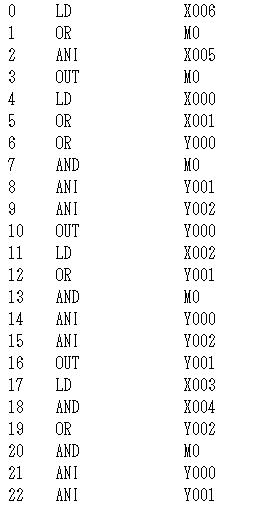 0 LD X006
1 OR M0
2 ANI X005
3 OUT M0
4 LD X000
5 OR X001
6 OR Y000
7 AND M0
8 ANI Y001
9 ANI Y002
10 OUT Y000
11 LD X002
12 OR Y001
13 AND M0
14 ANI Y000
15 ANI Y002
16 OUT Y001
17 LD X003
18 AND X004
19 OR Y002
20 AND M0
21 ANI Y000
22 ANI Y001